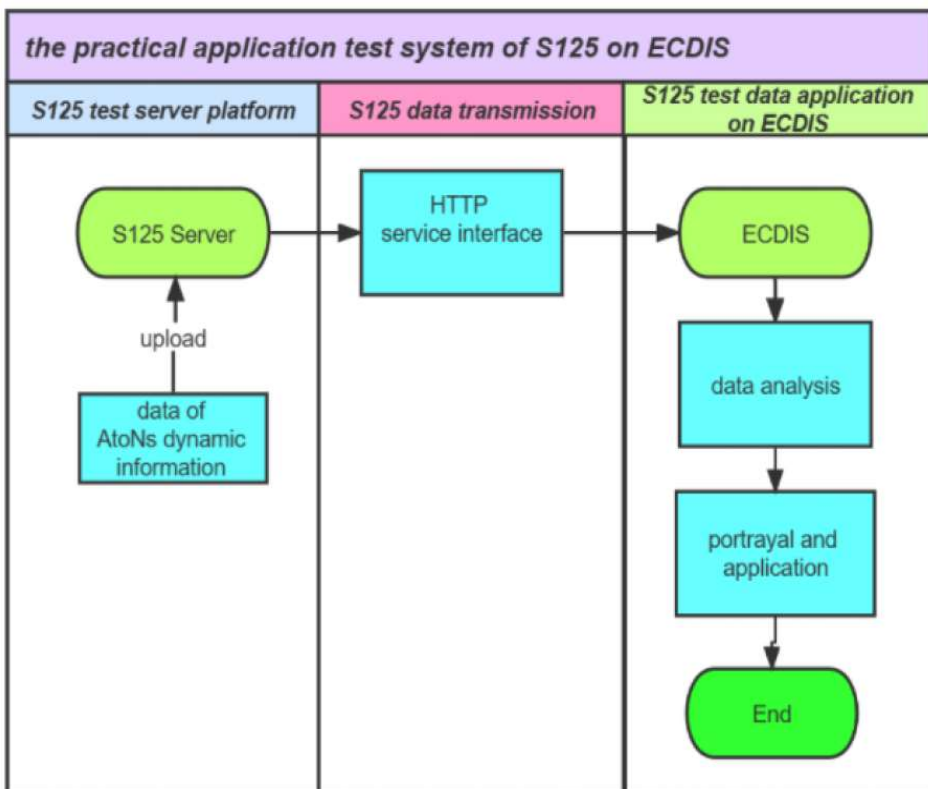 the practical application test system of S125 on ECDIS
S125 test server platform
S125 data transmission
S125 test data application
on ECDIS
S125 Server
upload
data of
AtoNs dynamic
information
HTTP
service interface
ECDIS
data analysis
portrayal and
application
End